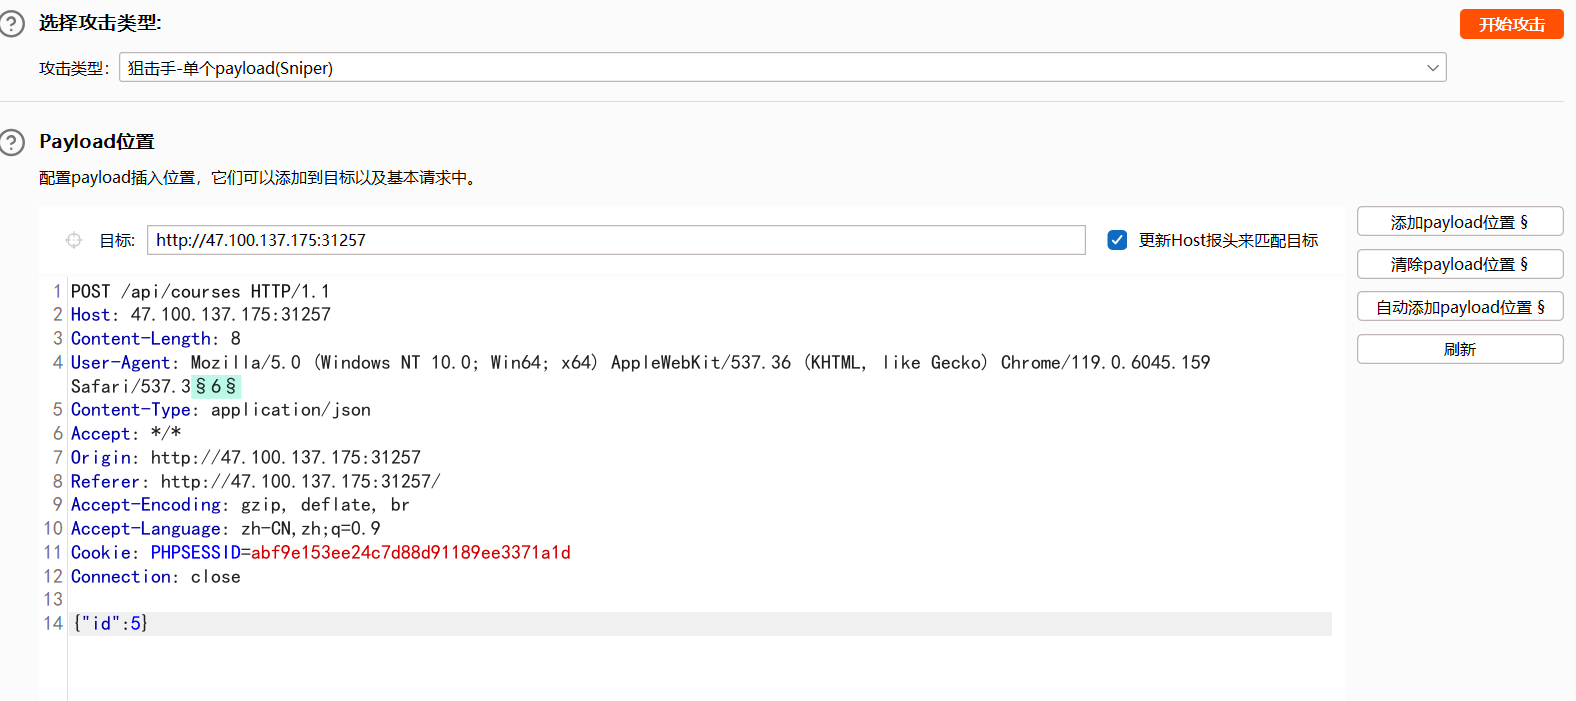 选择攻击类型:
开始攻击
攻击类型: 狙击手-单个payload(Sniper)
Payload位置
配置payload插入位置，它们可以添加到目标以及基本请求中。
目标: http://47.100.137.175:31257
更新Host报头来匹配目标
添加payload位置 §
清除payload位置 §
自动添加payload位置 §
刷新
1 POST /api/courses HTTP/1.1
2 Host: 47.100.137.175:31257
3 Content-Length: 8
4 User-Agent: Mozilla/5.0 (Windows NT 10.0; Win64; x64) AppleWebKit/537.36 (KHTML, like Gecko) Chrome/119.0.6045.159
Safari/537.3§6§
5 Content-Type: application/json
6 Accept: */*
7 Origin: http://47.100.137.175:31257
8 Referer: http://47.100.137.175:31257/
9 Accept-Encoding: gzip, deflate, br
10 Accept-Language: zh-CN,zh;q=0.9
11 Cookie: PHPSESSID=abf9e153ee24c7d88d91189ee3371a1d
12 Connection: close
13
14 {"id":5}